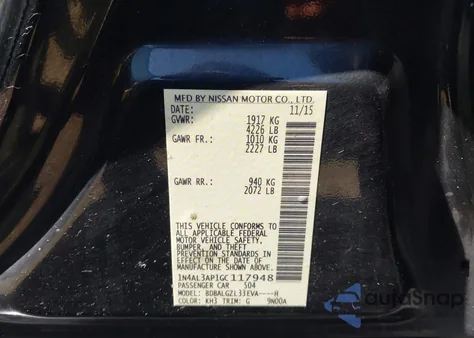 MFD BY NISSAN MOTOR CO., LTD.
DATE: 11/15
GVWR: 1917 KG
4226 LB
GAWR FR.: 1010 KG
2227 LB
GAWR RR.: 940 KG
2072 LB
THIS VEHICLE CONFORMS TO
ALL APPLICABLE FEDERAL
MOTOR VEHICLE SAFETY,
BUMPER, AND THEFT
PREVENTION STANDARDS IN
EFFECT ON THE DATE OF
MANUFACTURE SHOWN ABOVE.
1N4AL3AP1GC117948
PASSENGER CAR 504
MODEL: BDBALGZL33EVA----H
COLOR: KH3 TRIM: G 9N00A
autoSnap